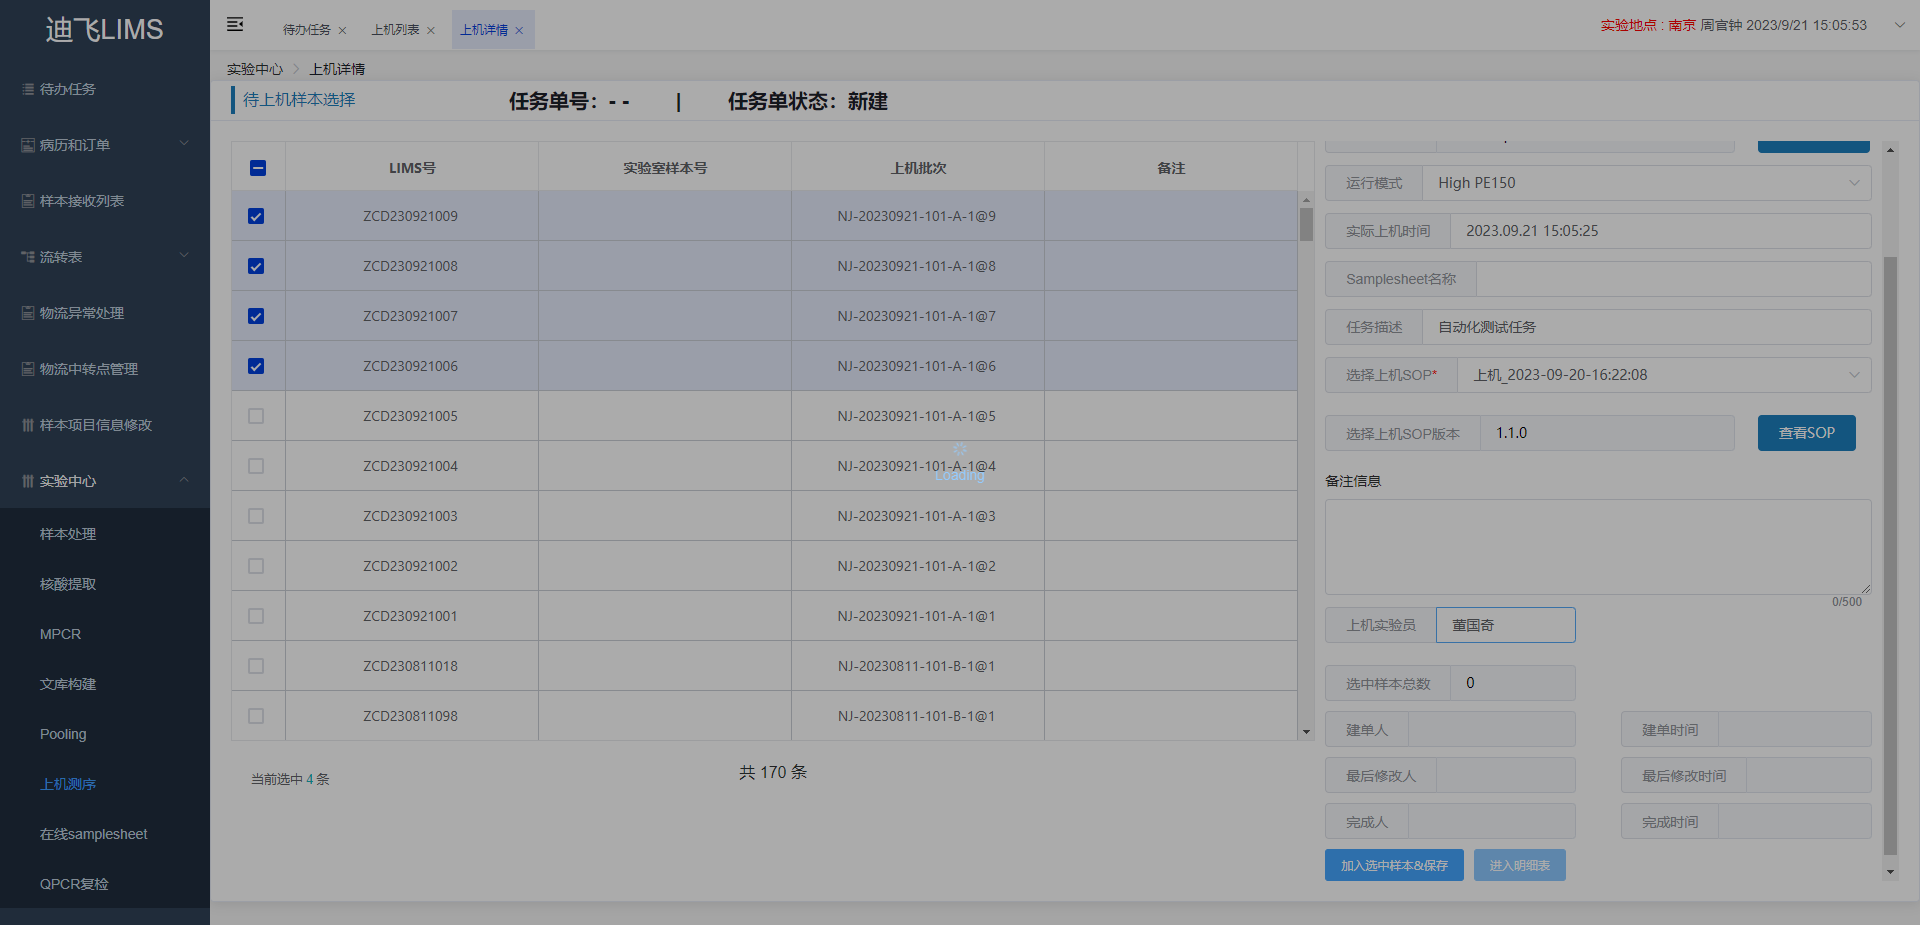 迪飞LIMS
待办任务
病历和订单
样本接收列表
流转表
物流异常处理
物流中转点管理
样本项目信息修改
实验中心
样本处理
核酸提取
MPCR
文库构建
Pooling
上机测序
在线samplesheet
QPCR复检
待办任务 上机列表 上机详情
实验地点 : 南京 周官钟 2023/9/21 15:05:53
实验中心 上机详情
待上机样本选择 任务单号：- - | 任务单状态：新建
LIMS号 实验室样本号 上机批次 备注
ZCD230921009 NJ-20230921-101-A-1@9
ZCD230921008 NJ-20230921-101-A-1@8
ZCD230921007 NJ-20230921-101-A-1@7
ZCD230921006 NJ-20230921-101-A-1@6
ZCD230921005 NJ-20230921-101-A-1@5
ZCD230921004 NJ-20230921-101-A-1@4
Loading
ZCD230921003 NJ-20230921-101-A-1@3
ZCD230921002 NJ-20230921-101-A-1@2
ZCD230921001 NJ-20230921-101-A-1@1
ZCD230811018 NJ-20230811-101-B-1@1
ZCD230811098 NJ-20230811-101-B-1@1
当前选中 4 条 共 170 条
运行模式 High PE150
实际上机时间 2023.09.21 15:05:25
Samplesheet名称
任务描述 自动化测试任务
选择上机SOP* 上机_2023-09-20-16:22:08
选择上机SOP版本 1.1.0 查看SOP
备注信息
0/500
上机实验员 董国奇
选中样本总数 0
建单人 建单时间
最后修改人 最后修改时间
完成人 完成时间
加入选中样本&保存 进入明细表